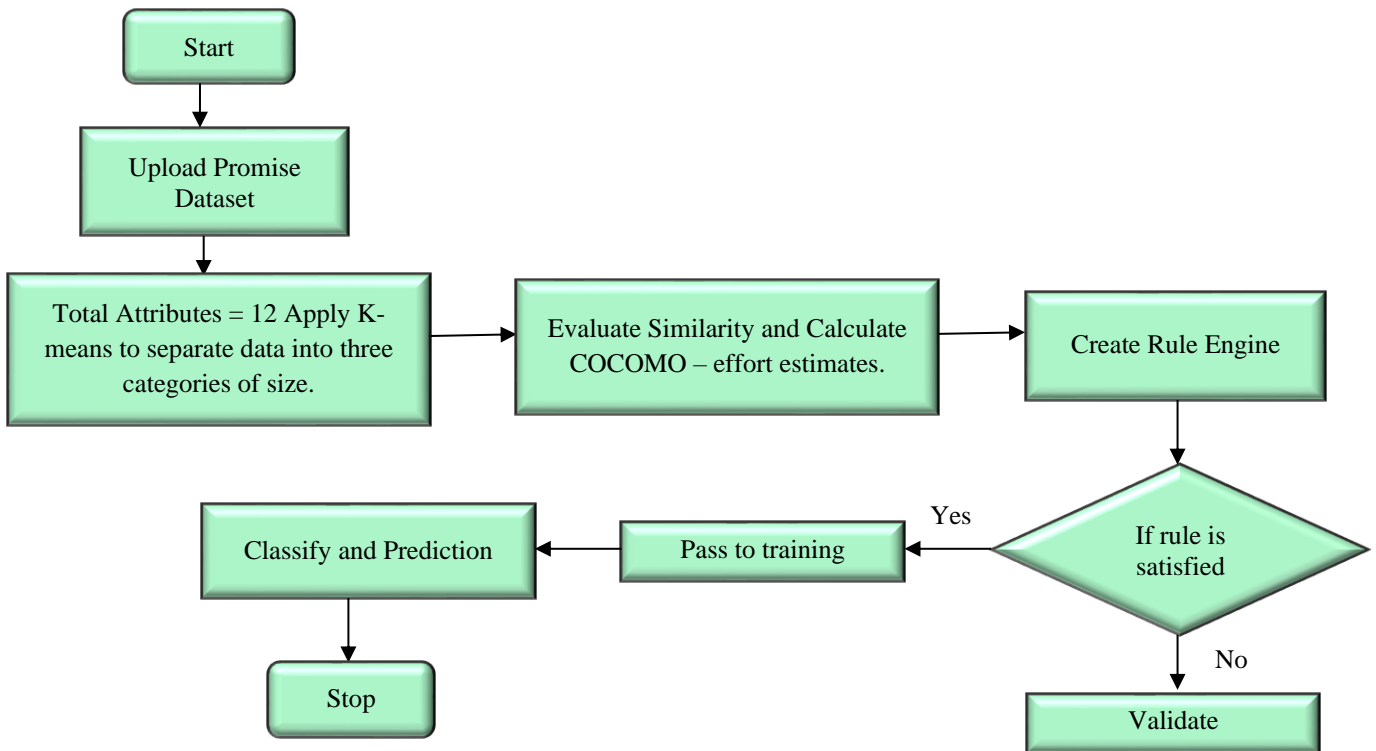 Start
Upload Promise
Dataset
Total Attributes = 12 Apply K-
means to separate data into three
categories of size.
Evaluate Similarity and Calculate
COCOMO – effort estimates.
Create Rule Engine
If rule is
satisfied
Yes
Pass to training
Classify and Prediction
Stop
No
Validate